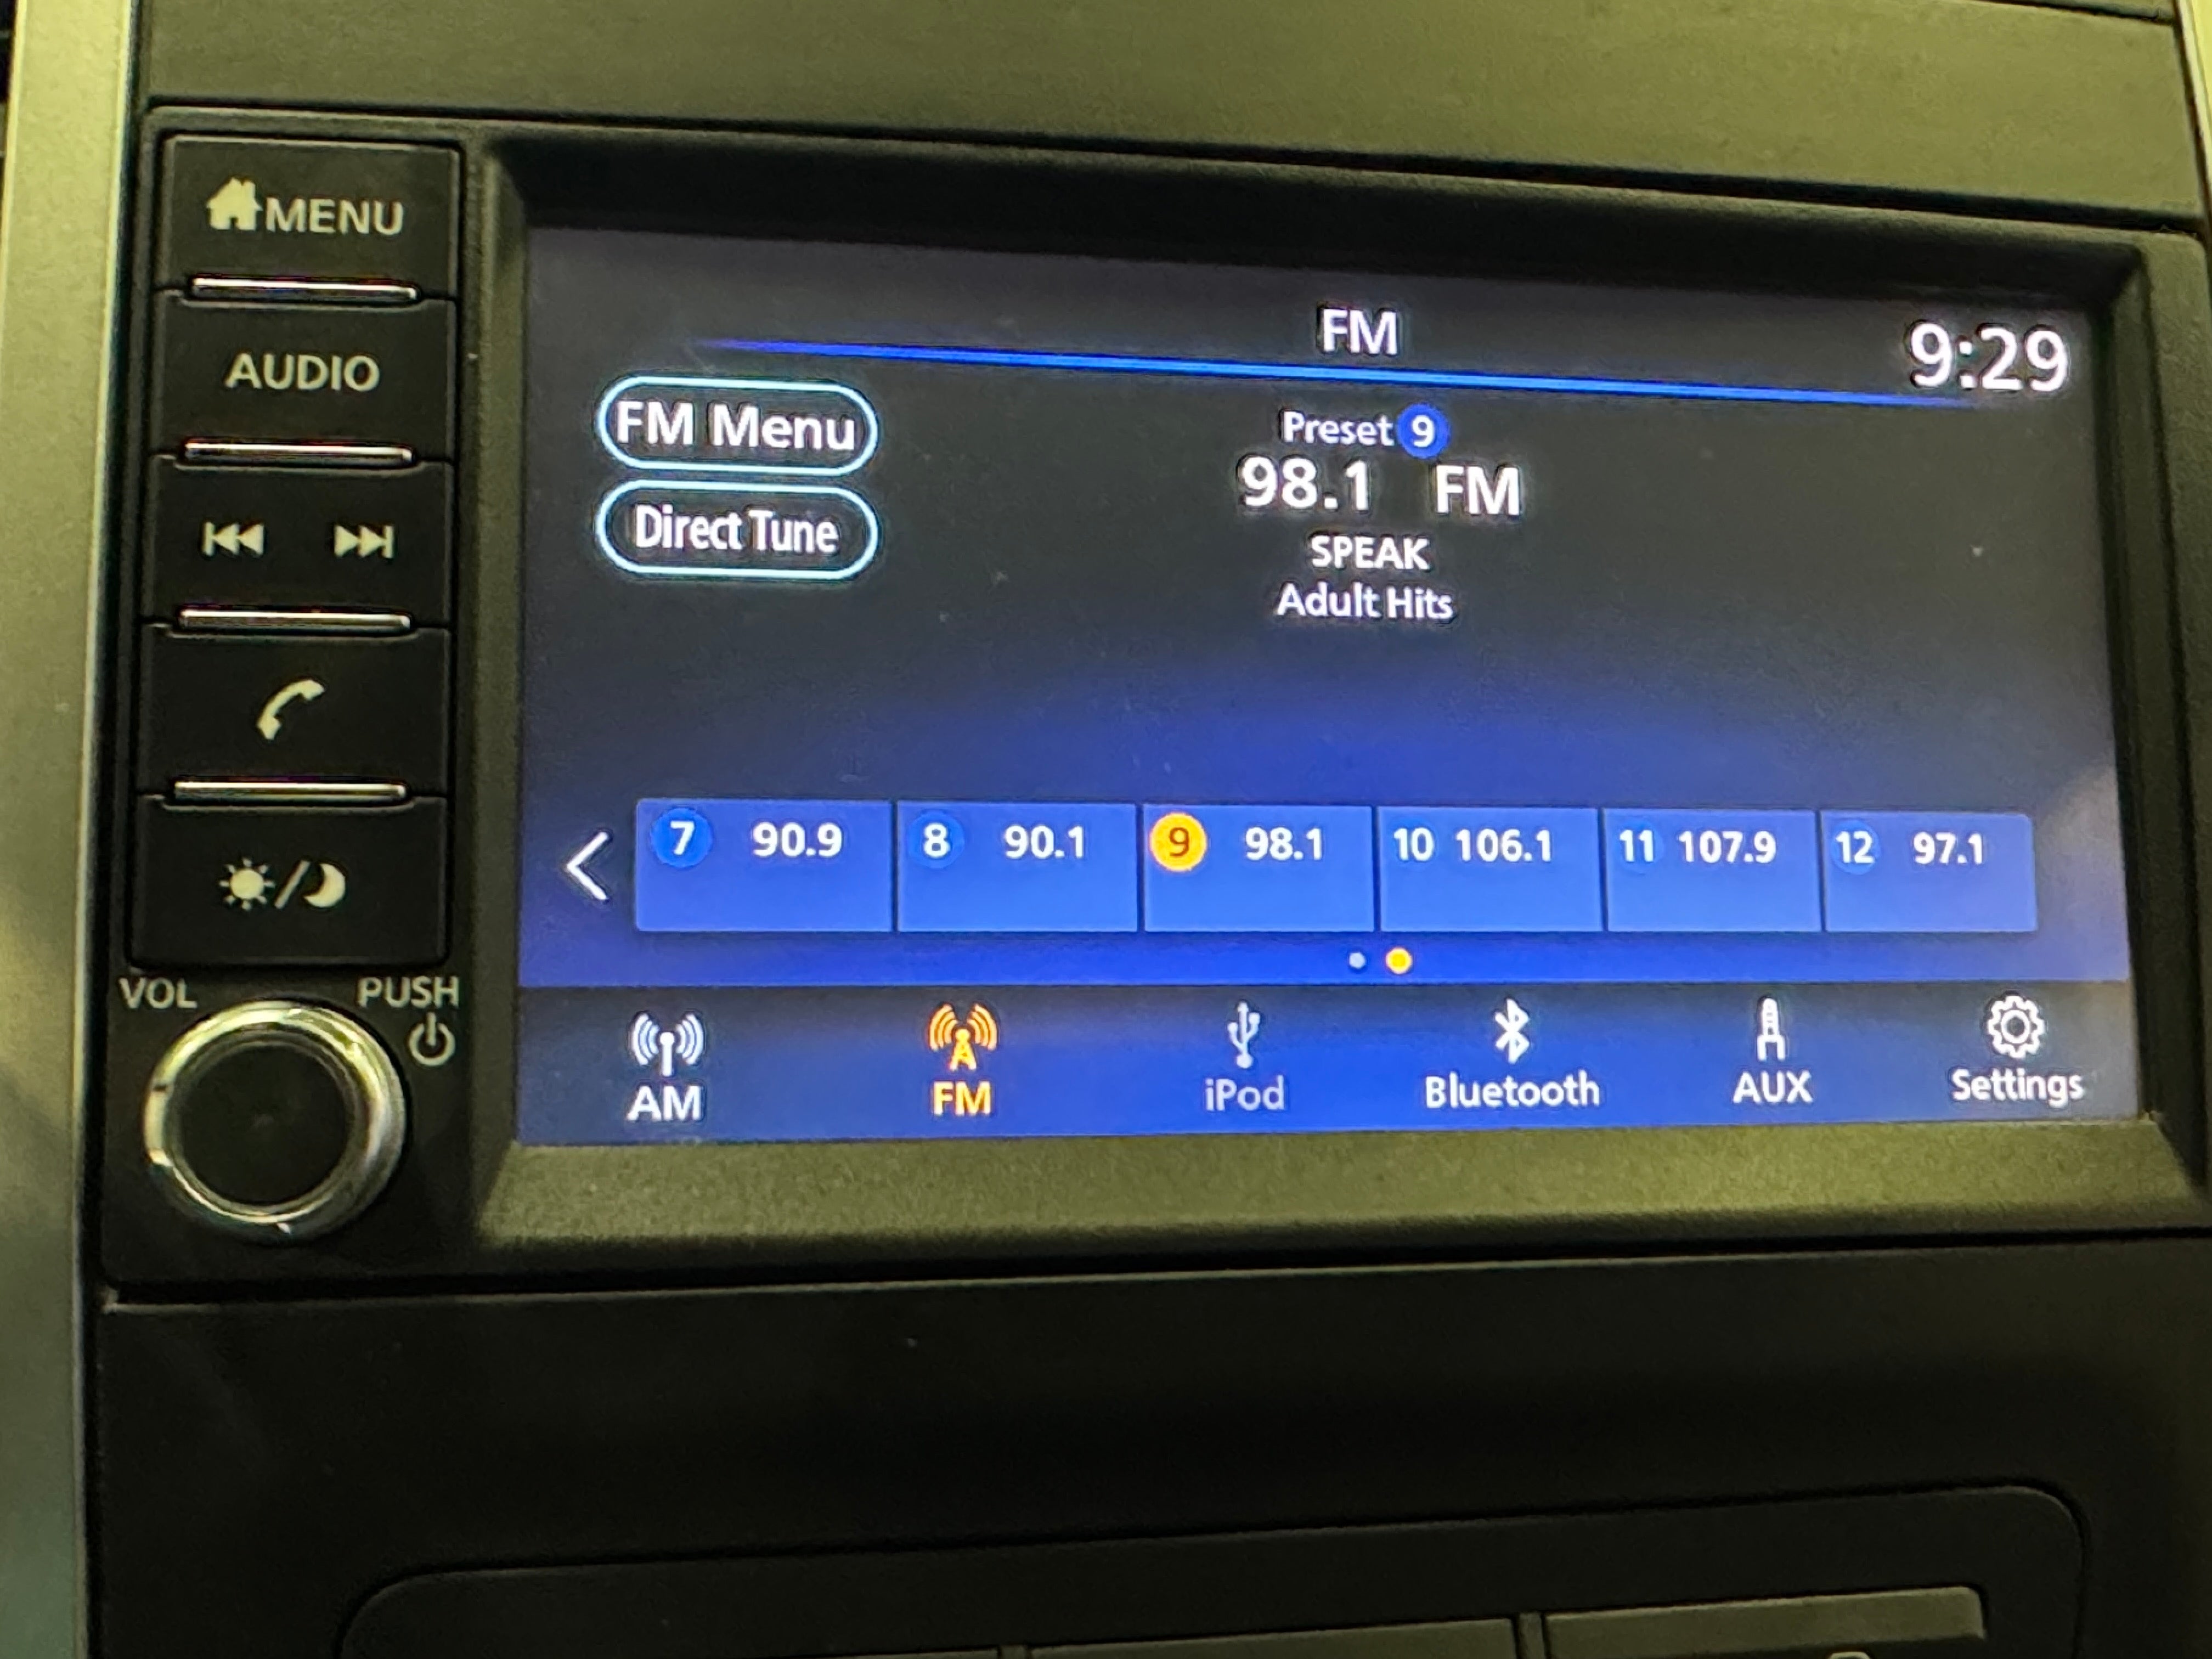 MENU
AUDIO
VOL PUSH
FM
9:29
FM Menu
Direct Tune
Preset 9
98.1 FM
SPEAK
Adult Hits
7 90.9 8 90.1 9 98.1 10 106.1 11 107.9 12 97.1
AM FM iPod Bluetooth AUX Settings